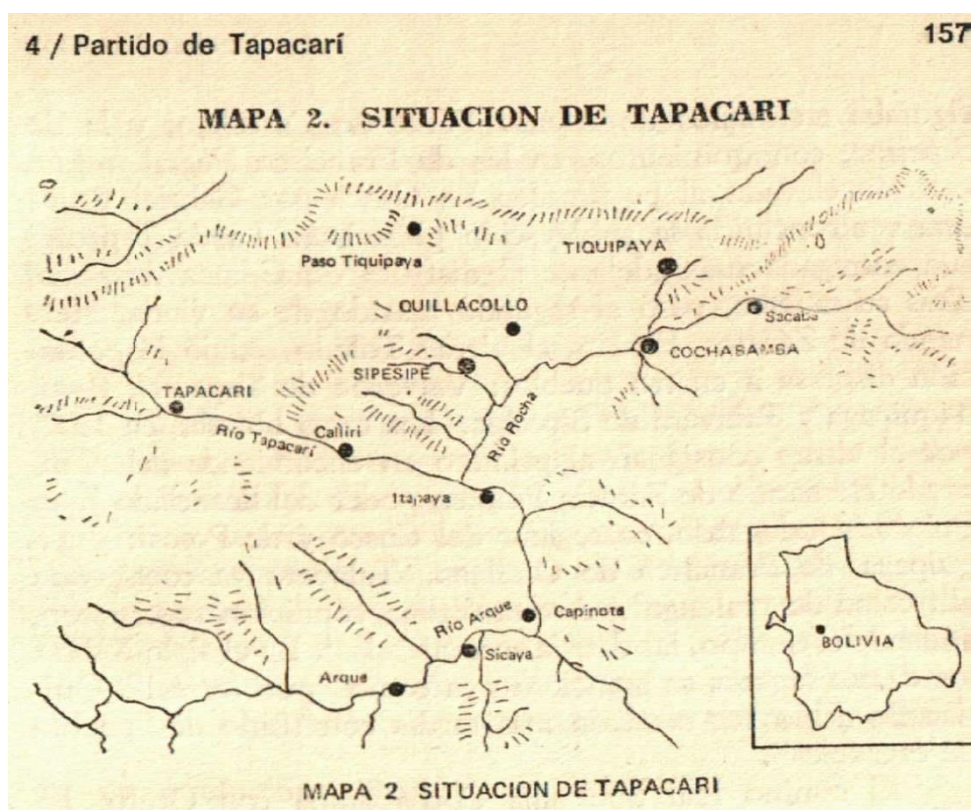 4 / Partido de Tapacarí
157
MAPA 2. SITUACION DE TAPACARI
TIQUIPAYA
Paso Tiquipaya
QUILLACOLLO
Sacaba
COCHABAMBA
SIPESIPE
TAPACARI
Río Rocha
Río Tapacarí
Calliri
Itapaya
Río Arque
Capinota
Sicaya
Arque
BOLIVIA
MAPA 2 SITUACION DE TAPACARI